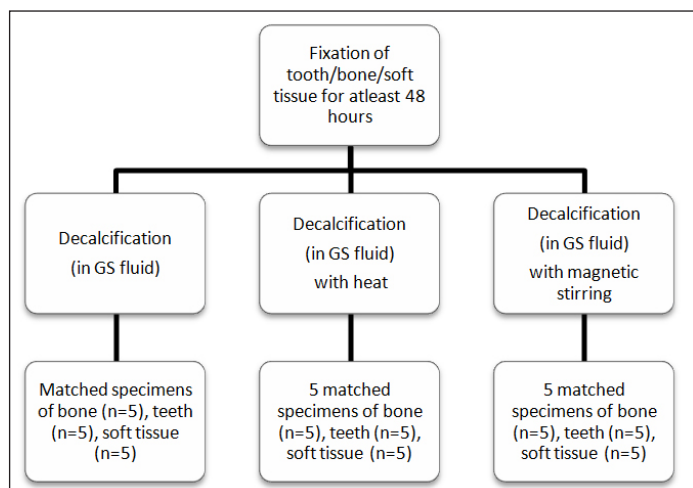 Fixation of
tooth/bone/soft
tissue for atleast 48
hours
Decalcification
(in GS fluid)
Decalcification
(in GS fluid)
with heat
Decalcification
(in GS fluid)
with magnetic
stirring
Matched specimens
of bone (n=5), teeth
(n=5), soft tissue
(n=5)
5 matched
specimens of bone
(n=5), teeth (n=5),
soft tissue (n=5)
5 matched
specimens of bone
(n=5), teeth (n=5),
soft tissue (n=5)